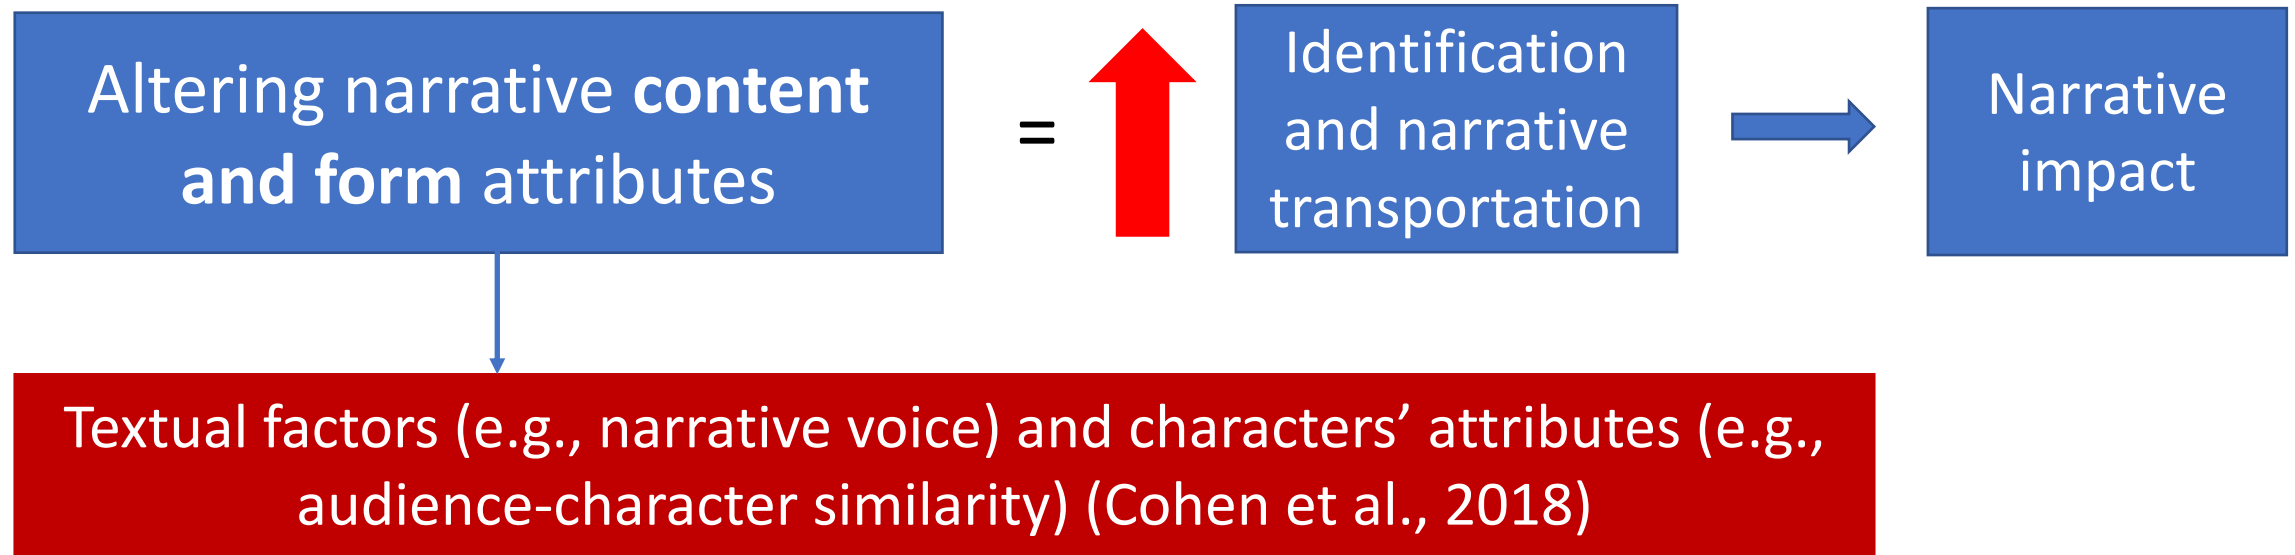 Altering narrative content
and form attributes
=
Identification
and narrative
transportation
Narrative
impact
Textual factors (e.g., narrative voice) and characters’ attributes (e.g.,
audience-character similarity) (Cohen et al., 2018)